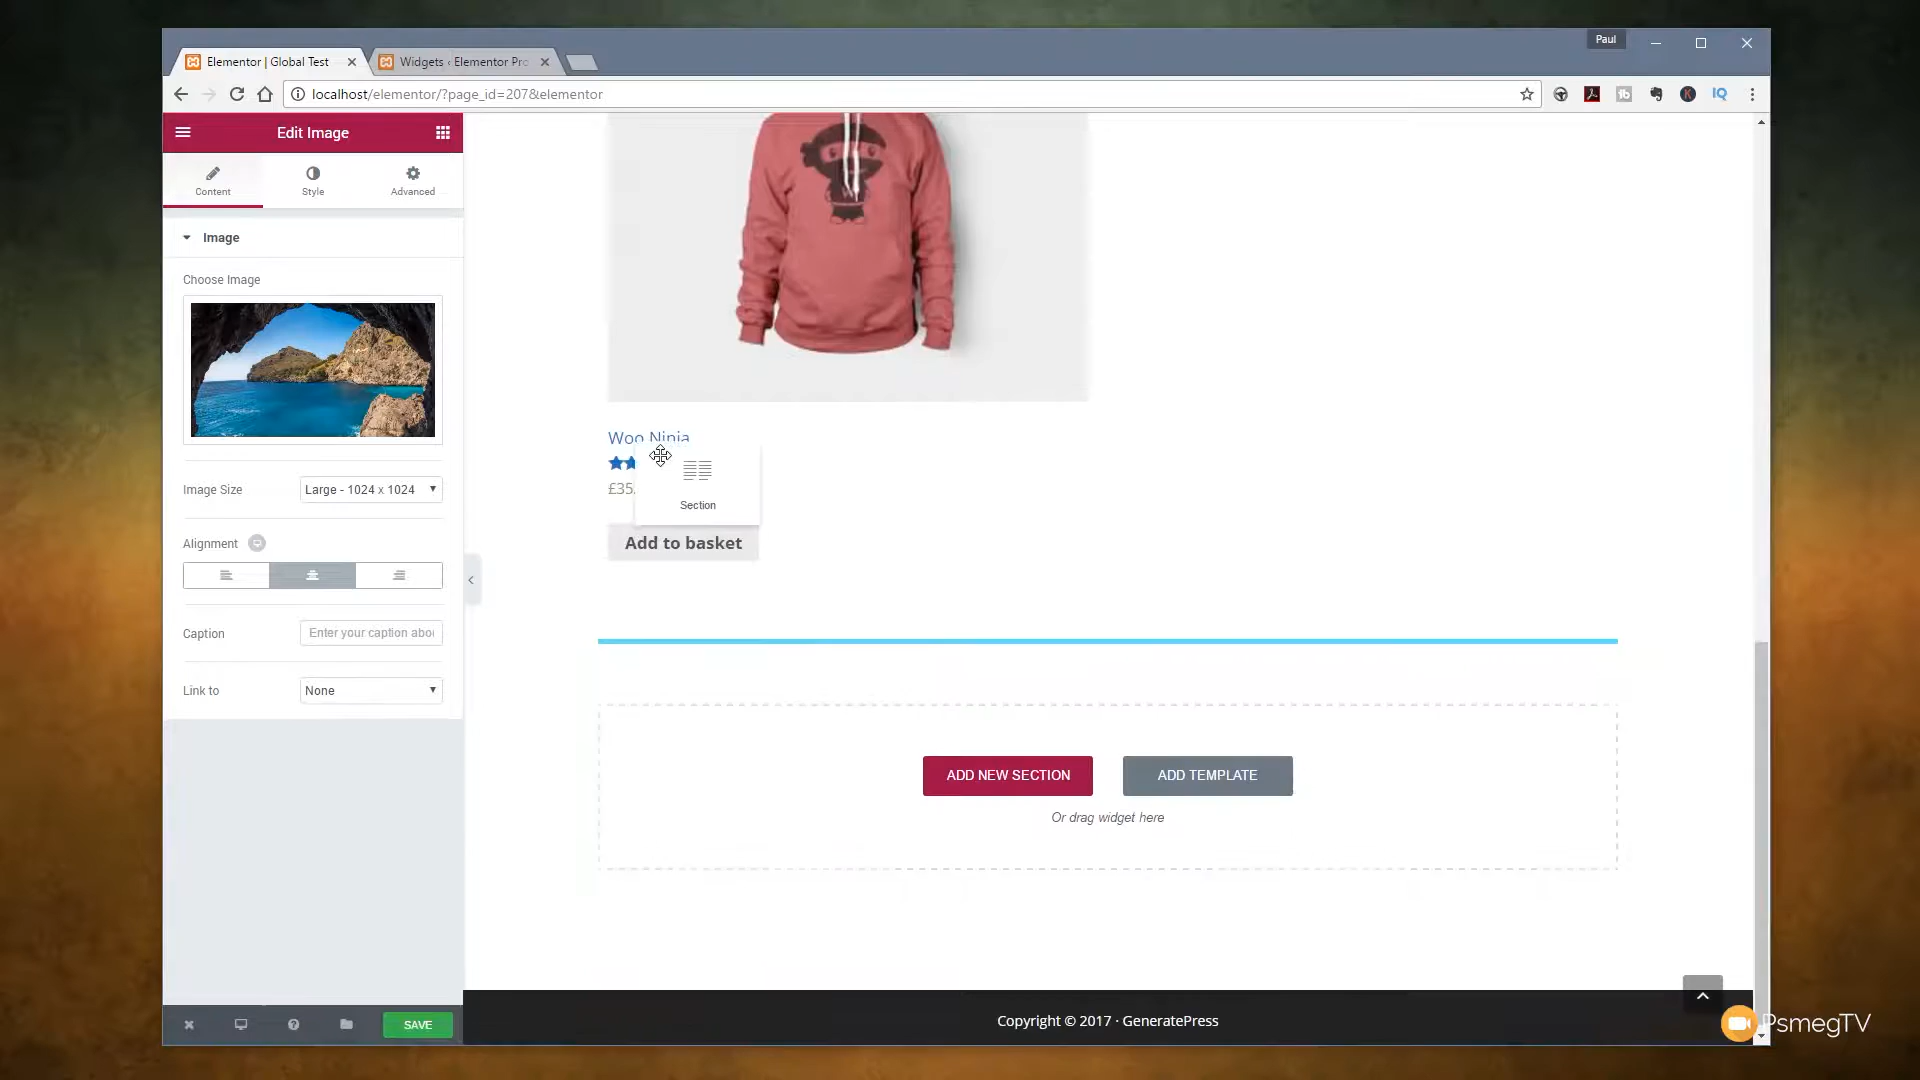 Paul
Elementor | Global Test
Widgets ‹ Elementor Pro
localhost/elementor/?page_id=207&elementor
Edit Image
Content
Style
Advanced
Image
Choose Image
Image Size
Large - 1024 x 1024
Alignment
Caption
Enter your caption abo
Link to
None
SAVE
Woo Ninja
£35.
Section
Add to basket
ADD NEW SECTION
ADD TEMPLATE
Or drag widget here
Copyright © 2017 · GeneratePress
PsmegTV